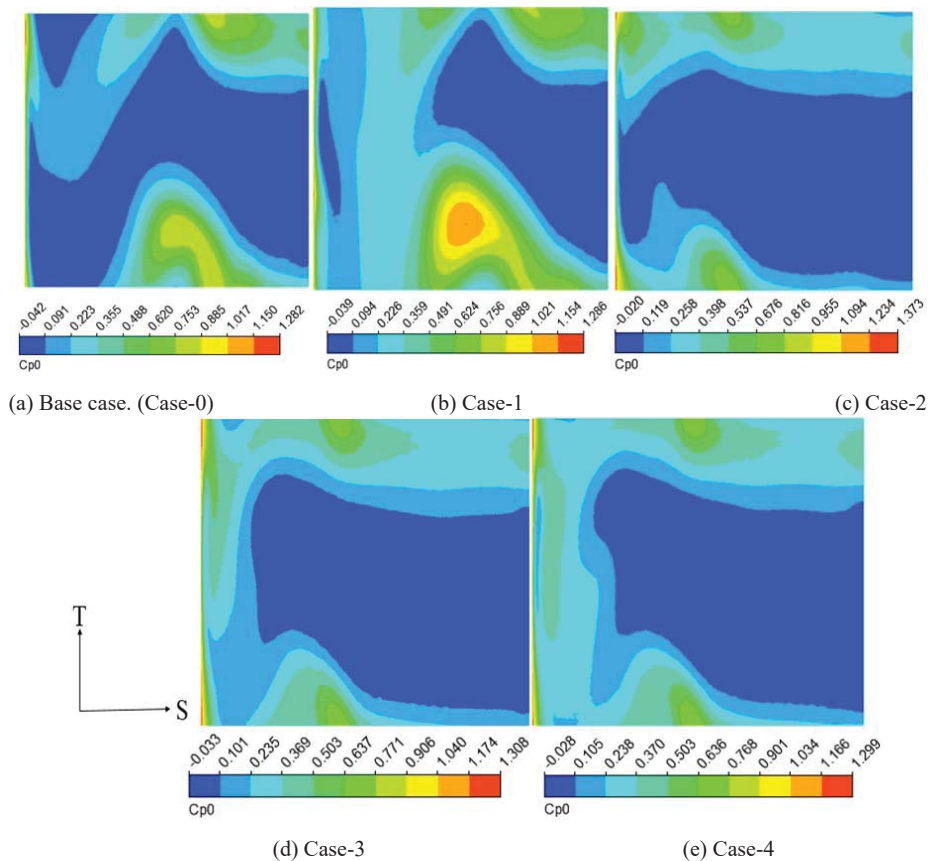 -0.042 0.091 0.223 0.355 0.488 0.620 0.753 0.885 1.017 1.150 1.282
Cp0
-0.039 0.094 0.226 0.359 0.491 0.624 0.756 0.889 1.021 1.154 1.286
Cp0
-0.020 0.119 0.258 0.398 0.537 0.676 0.816 0.955 1.094 1.234 1.373
Cp0
(a) Base case. (Case-0) (b) Case-1 (c) Case-2
T
S
-0.033 0.101 0.235 0.369 0.503 0.637 0.771 0.906 1.040 1.174 1.308
Cp0
-0.028 0.105 0.238 0.370 0.503 0.636 0.768 0.901 1.034 1.166 1.299
Cp0
(d) Case-3 (e) Case-4